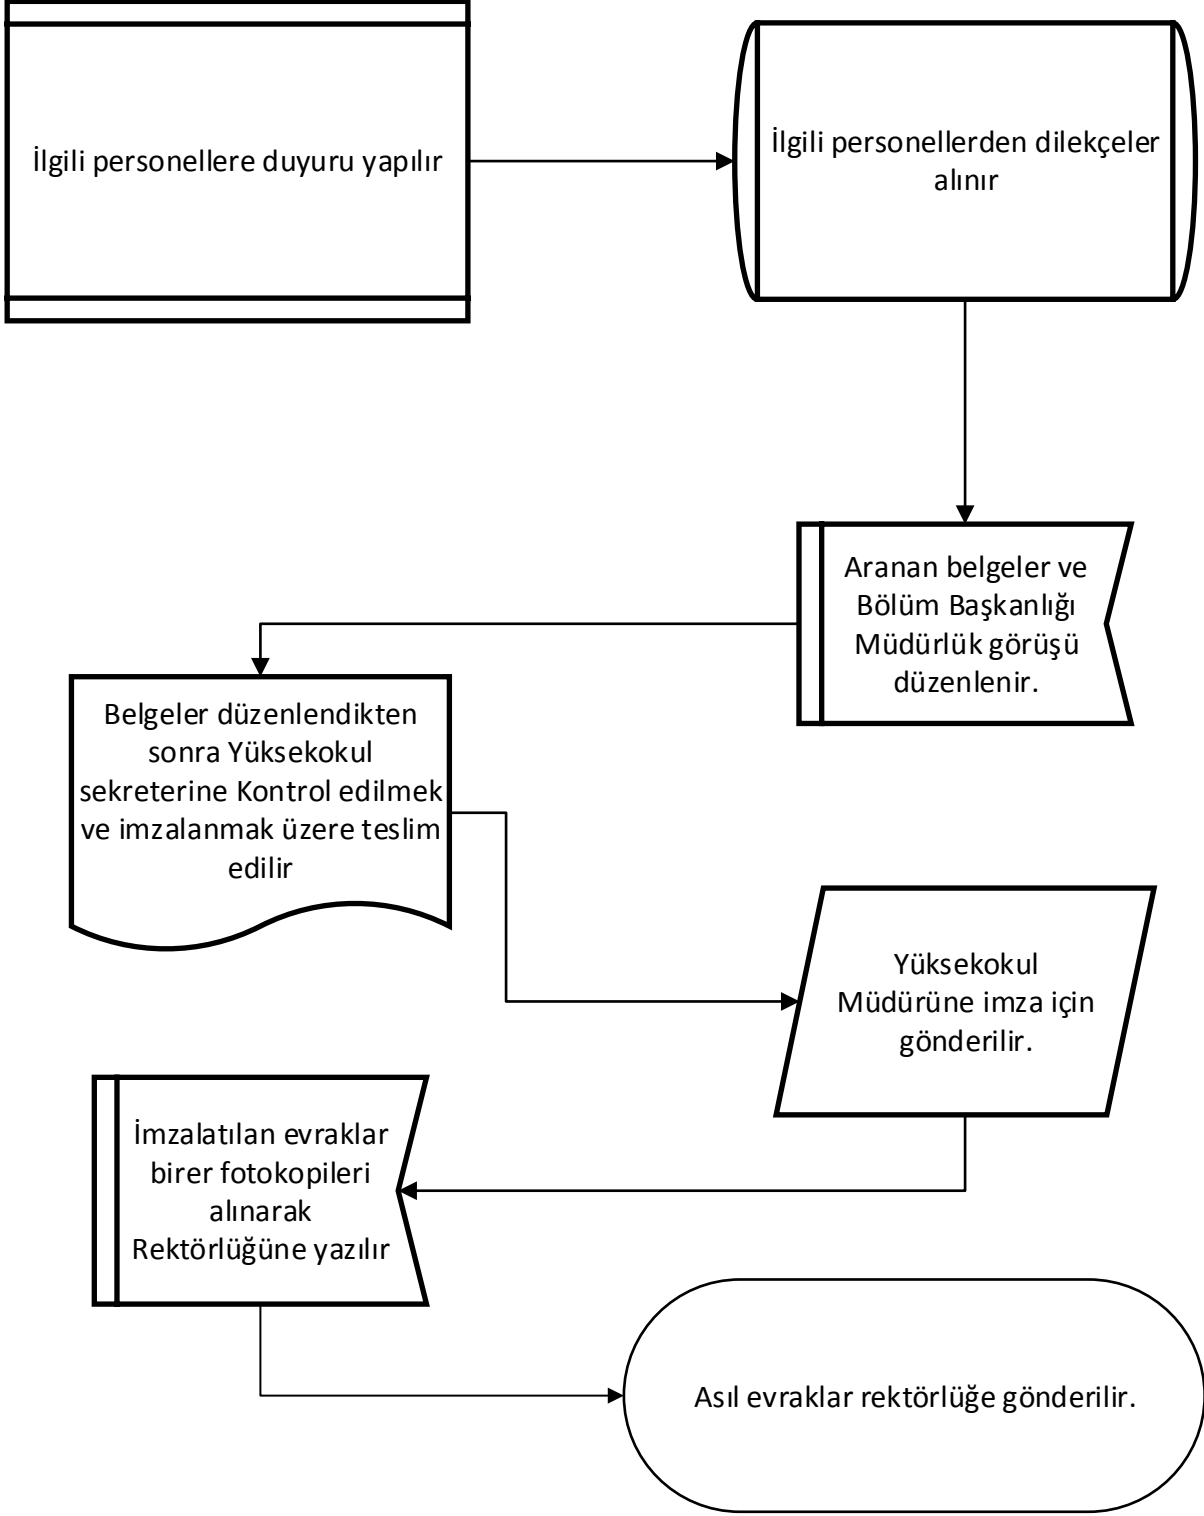 İlgili personellere duyuru yapılır
İlgili personellerden dilekçeler
alınır
Aranan belgeler ve
Bölüm Başkanlığı
Müdürlük görüşü
düzenlenir.
Belgeler düzenlendikten
sonra Yüksekokul
sekreterine Kontrol edilmek
ve imzalanmak üzere teslim
edilir
Yüksekokul
Müdürüne imza için
gönderilir.
İmzalatılan evraklar
birer fotokopileri
alınarak
Rektörlüğüne yazılır
Asıl evraklar rektörlüğe gönderilir.